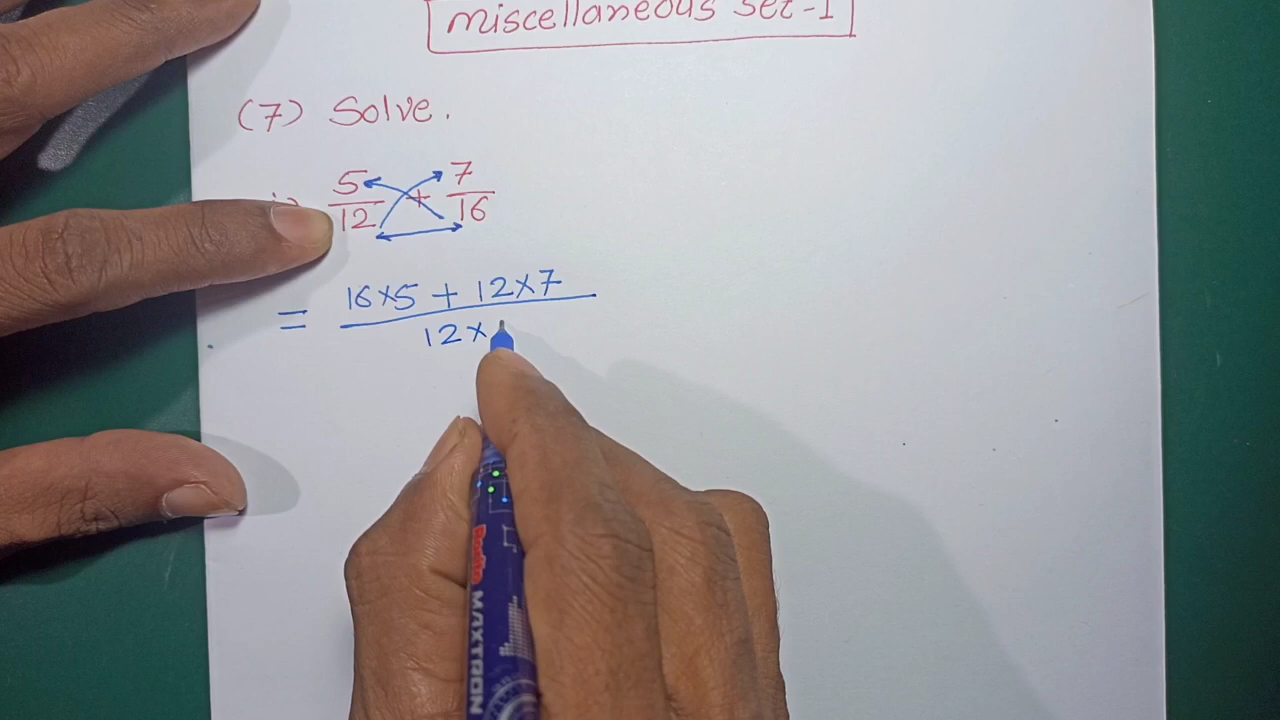 miscellaneous Set-1
(7) Solve.
5/12 + 7/16
= 16×5 + 12×7 / 12×
MAXTRON